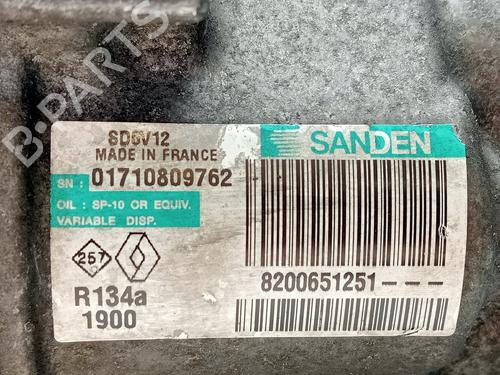 B-PARTS
SD6V12
MADE IN FRANCE
SANDEN
SN : 01710809762
OIL : SP-10 OR EQUIV.
VARIABLE DISP.
257
8200651251 - - -
R134a
1900